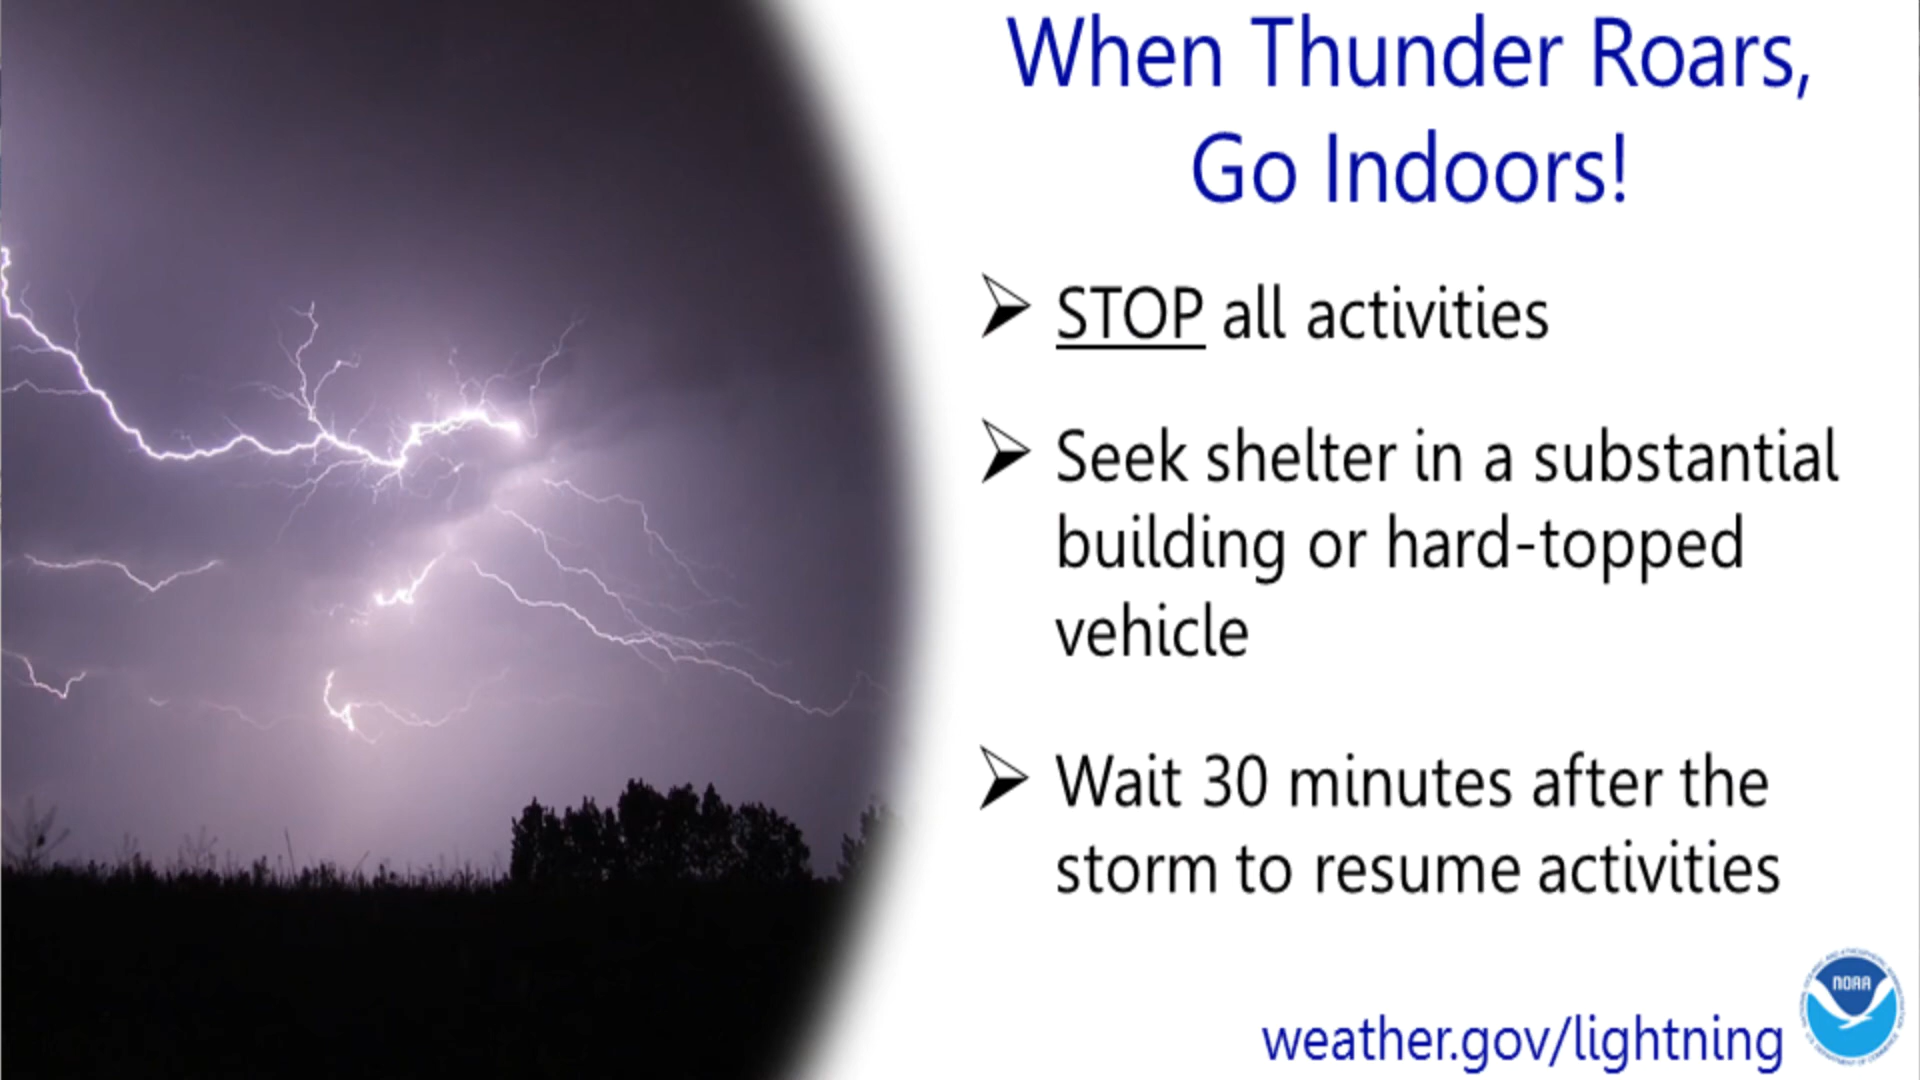 When Thunder Roars,
Go Indoors!
➢ STOP all activities
➢ Seek shelter in a substantial
building or hard-topped
vehicle
➢ Wait 30 minutes after the
storm to resume activities
NOAA
weather.gov/lightning